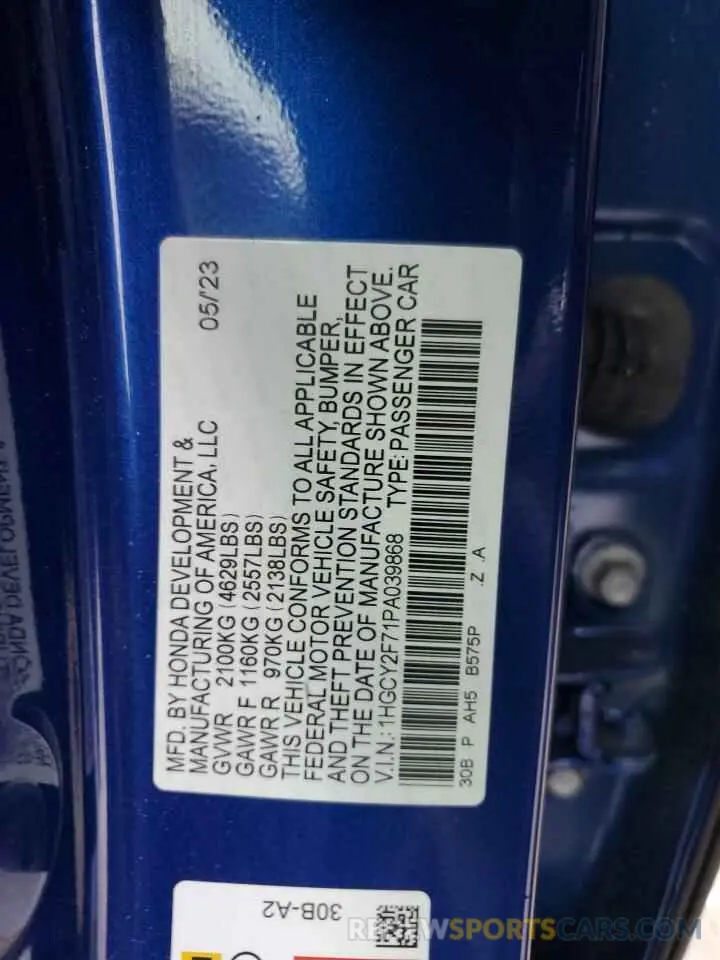 MFD. BY HONDA DEVELOPMENT &
MANUFACTURING OF AMERICA, LLC 05/'23
GVWR 2100KG (4629LBS)
GAWR F 1160KG (2557LBS)
GAWR R 970KG (2138LBS)
THIS VEHICLE CONFORMS TO ALL APPLICABLE
FEDERAL MOTOR VEHICLE SAFETY, BUMPER,
AND THEFT PREVENTION STANDARDS IN EFFECT
ON THE DATE OF MANUFACTURE SHOWN ABOVE.
V.I.N.: 1HGCY2F71PA039868 TYPE: PASSENGER CAR
30B P AH5 B575P .Z .A
30B-A2
REVIEWSPORTSCARS.COM